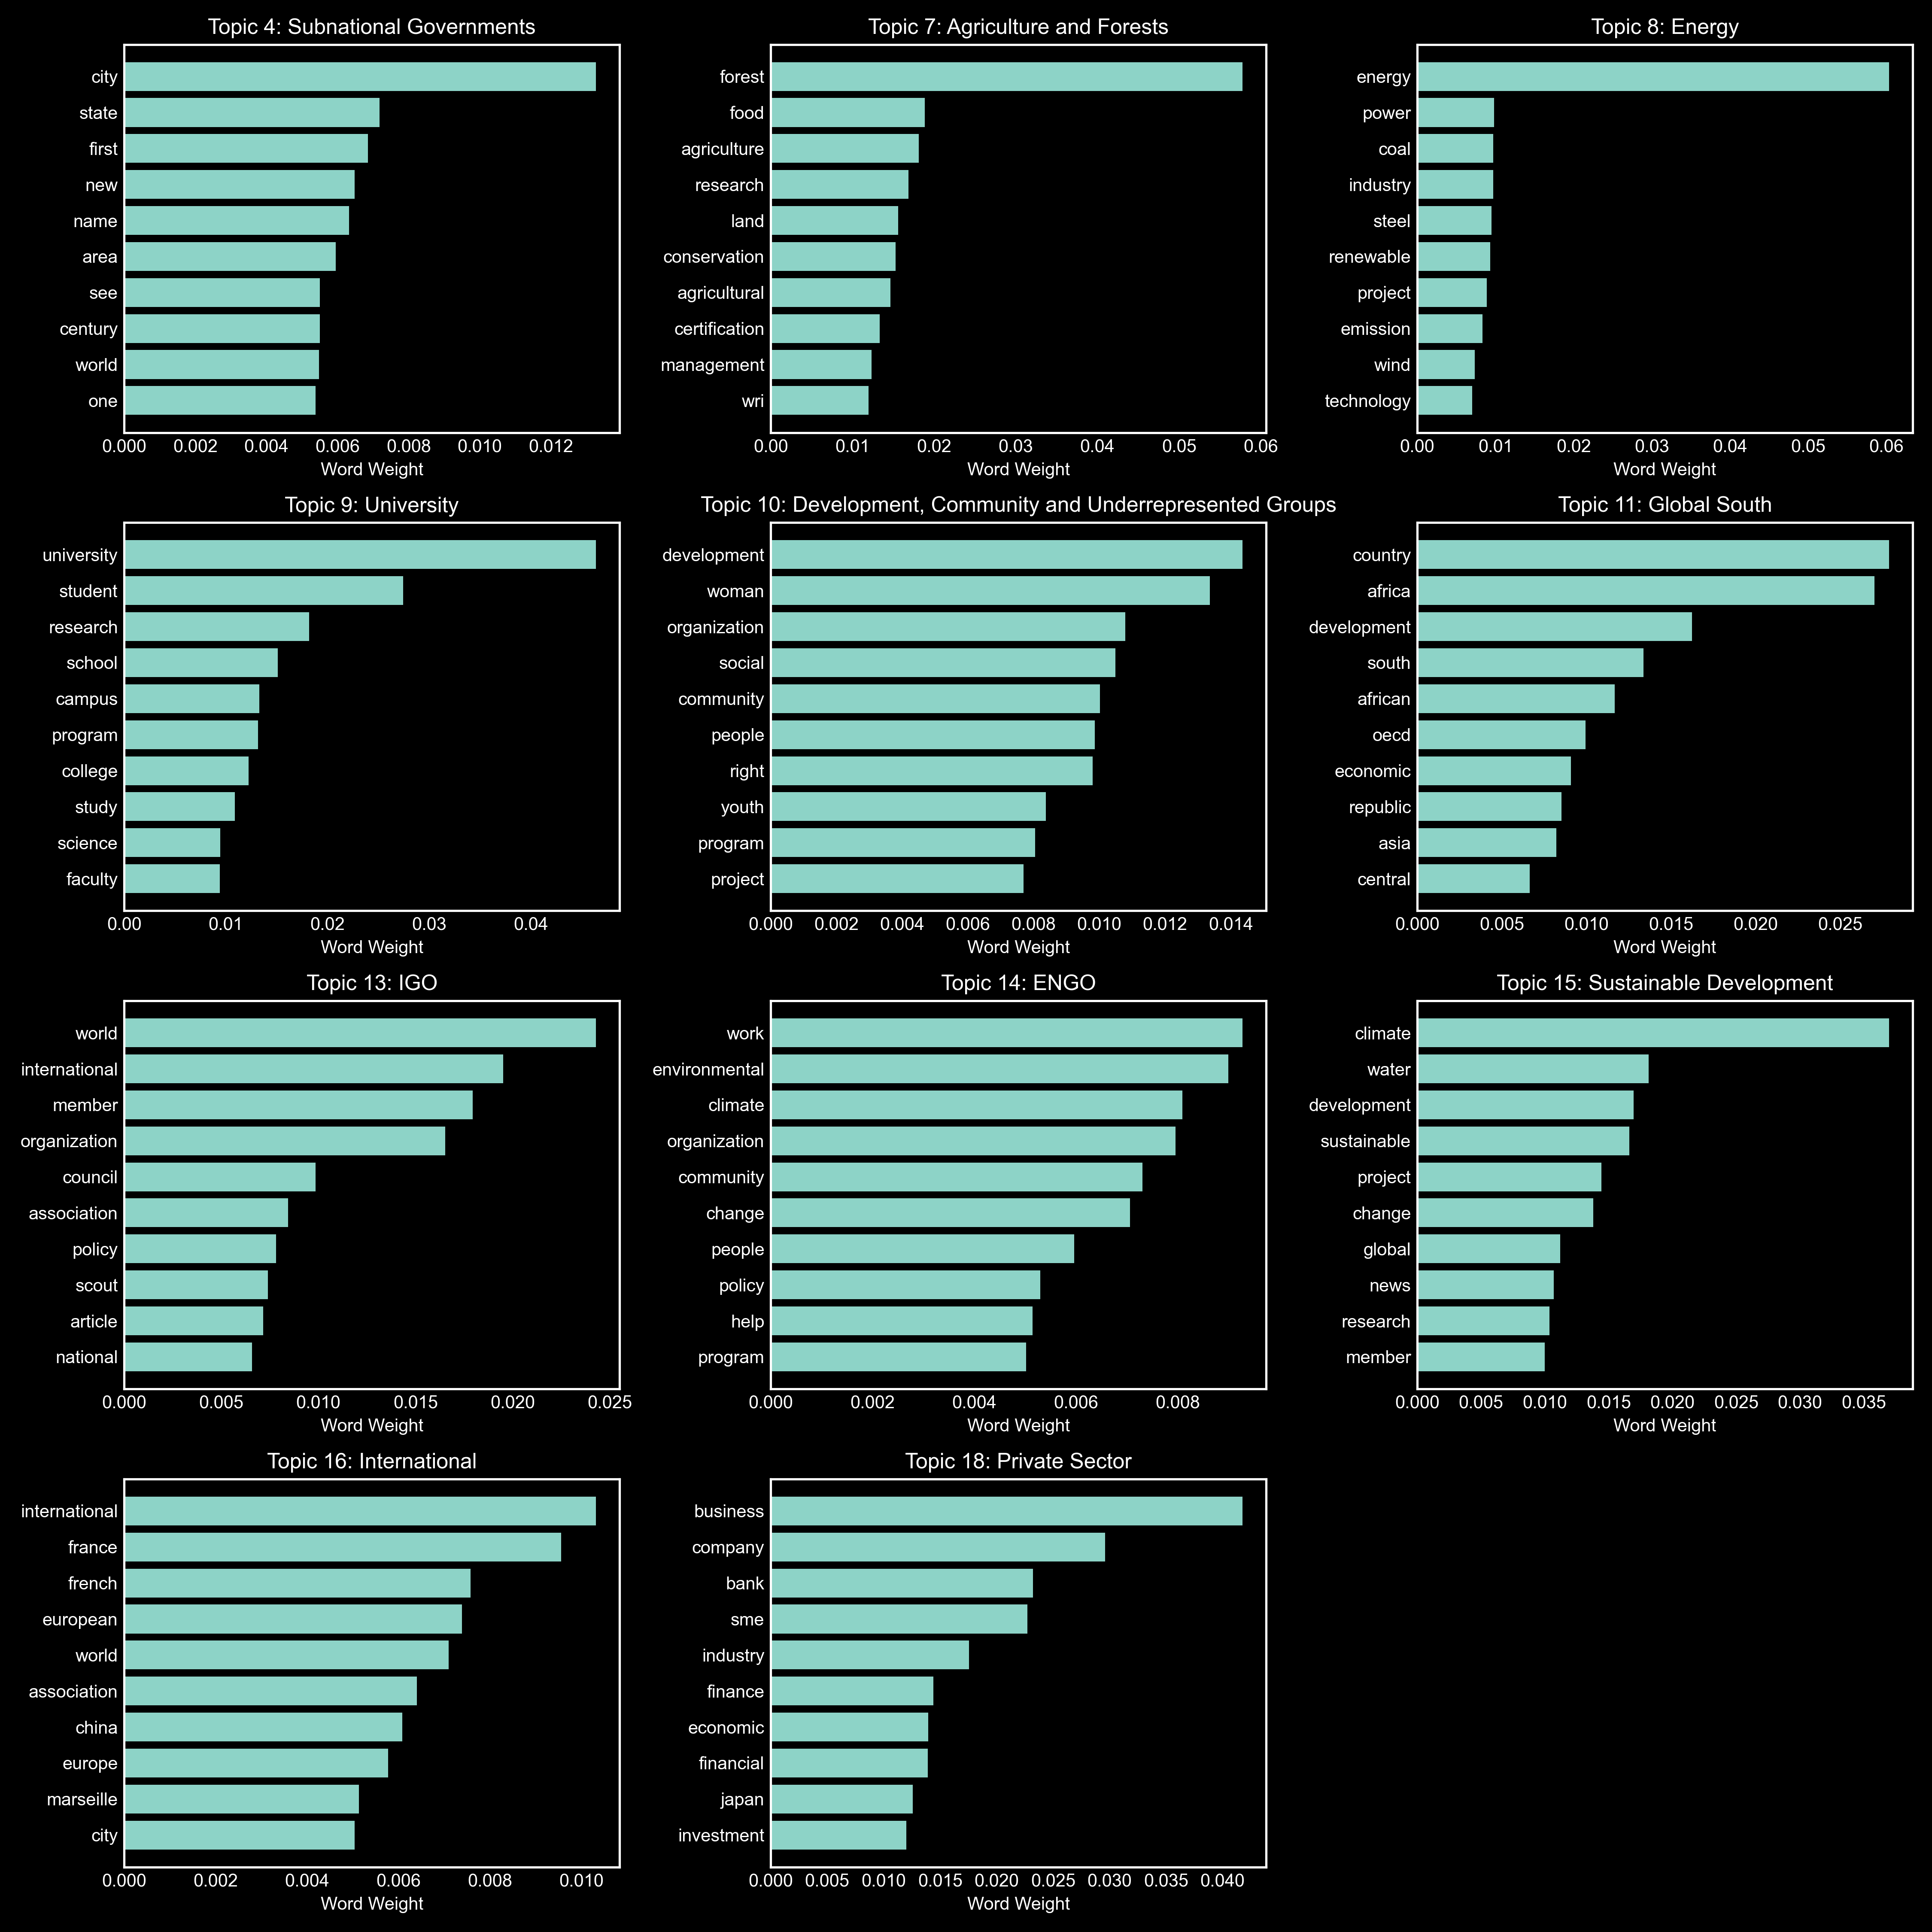 Topic 4: Subnational Governments
city
state
first
new
name
area
see
century
world
one
0.000 0.002 0.004 0.006 0.008 0.010 0.012
Word Weight
Topic 7: Agriculture and Forests
forest
food
agriculture
research
land
conservation
agricultural
certification
management
wri
0.00 0.01 0.02 0.03 0.04 0.05 0.06
Word Weight
Topic 8: Energy
energy
power
coal
industry
steel
renewable
project
emission
wind
technology
0.00 0.01 0.02 0.03 0.04 0.05 0.06
Word Weight
Topic 9: University
university
student
research
school
campus
program
college
study
science
faculty
0.00 0.01 0.02 0.03 0.04
Word Weight
Topic 10: Development, Community and Underrepresented Groups
development
woman
organization
social
community
people
right
youth
program
project
0.000 0.002 0.004 0.006 0.008 0.010 0.012 0.014
Word Weight
Topic 11: Global South
country
africa
development
south
african
oecd
economic
republic
asia
central
0.000 0.005 0.010 0.015 0.020 0.025
Word Weight
Topic 13: IGO
world
international
member
organization
council
association
policy
scout
article
national
0.000 0.005 0.010 0.015 0.020 0.025
Word Weight
Topic 14: ENGO
work
environmental
climate
organization
community
change
people
policy
help
program
0.000 0.002 0.004 0.006 0.008
Word Weight
Topic 15: Sustainable Development
climate
water
development
sustainable
project
change
global
news
research
member
0.000 0.005 0.010 0.015 0.020 0.025 0.030 0.035
Word Weight
Topic 16: International
international
france
french
european
world
association
china
europe
marseille
city
0.000 0.002 0.004 0.006 0.008 0.010
Word Weight
Topic 18: Private Sector
business
company
bank
sme
industry
finance
economic
financial
japan
investment
0.000 0.005 0.010 0.015 0.020 0.025 0.030 0.035 0.040
Word Weight